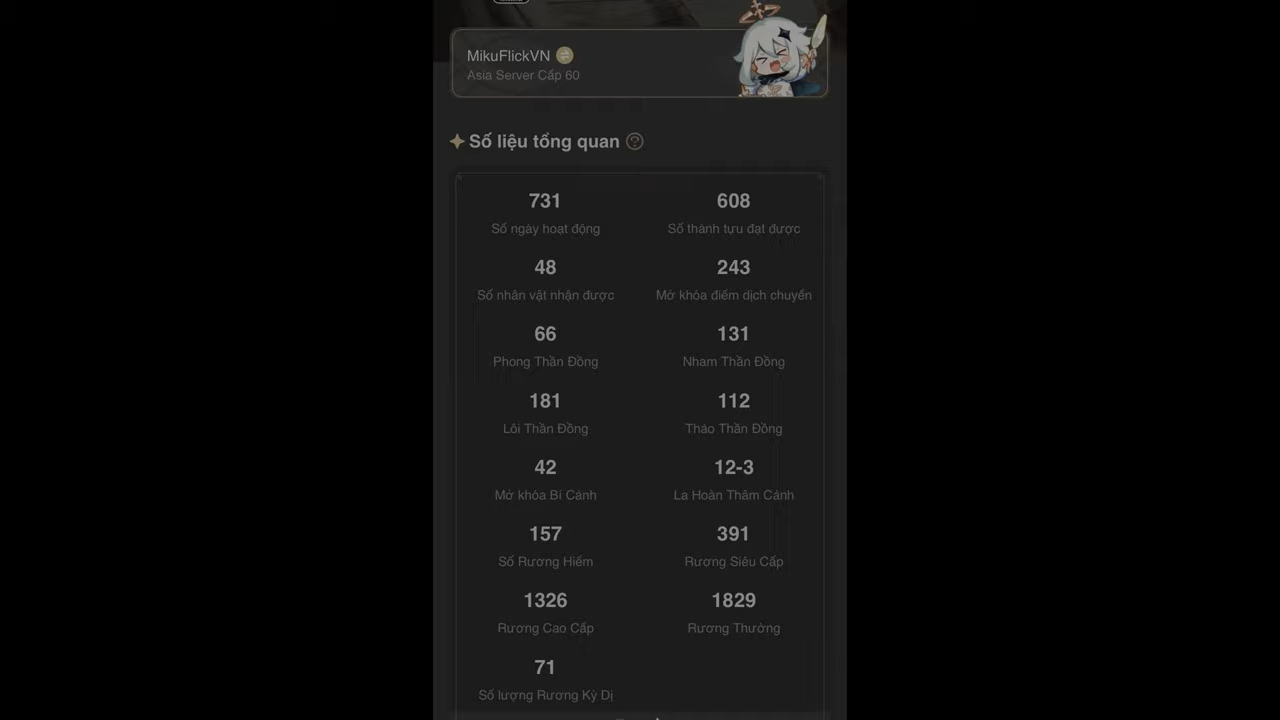 MikuFlickVN
Asia Server Cấp 60
Số liệu tổng quan
731
608
Số ngày hoạt động
Số thành tựu đạt được
48
243
Số nhân vật nhận được
Mở khóa điểm dịch chuyển
66
131
Phong Thần Đồng
Nham Thần Đồng
181
112
Lôi Thần Đồng
Thảo Thần Đồng
42
12-3
Mở khóa Bí Cảnh
La Hoàn Thâm Cảnh
157
391
Số Rương Hiếm
Rương Siêu Cấp
1326
1829
Rương Cao Cấp
Rương Thường
71
Số lượng Rương Kỳ Dị